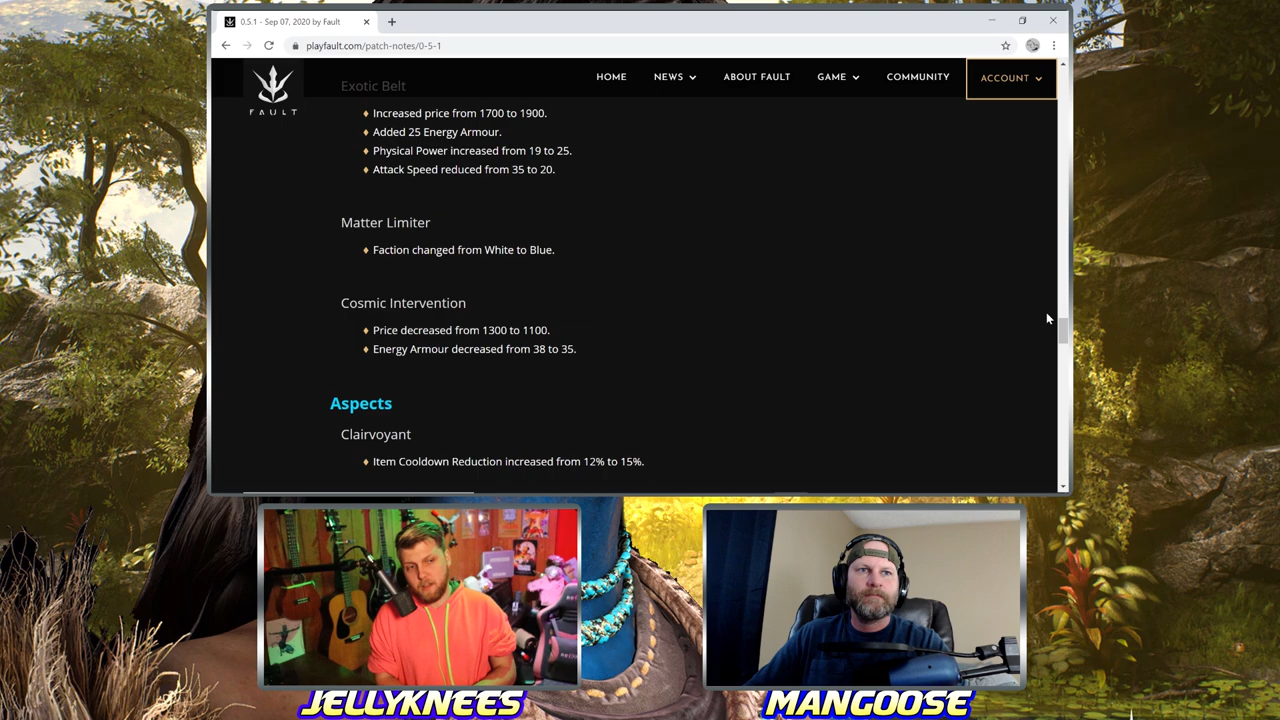 0.5.1 - Sep 07, 2020 by Fault
playfault.com/patch-notes/0-5-1
FAULT
HOME NEWS ABOUT FAULT GAME COMMUNITY ACCOUNT
Exotic Belt
Increased price from 1700 to 1900.
Added 25 Energy Armour.
Physical Power increased from 19 to 25.
Attack Speed reduced from 35 to 20.
Matter Limiter
Faction changed from White to Blue.
Cosmic Intervention
Price decreased from 1300 to 1100.
Energy Armour decreased from 38 to 35.
Aspects
Clairvoyant
Item Cooldown Reduction increased from 12% to 15%.
JELLYKNEES
MANGOOSE